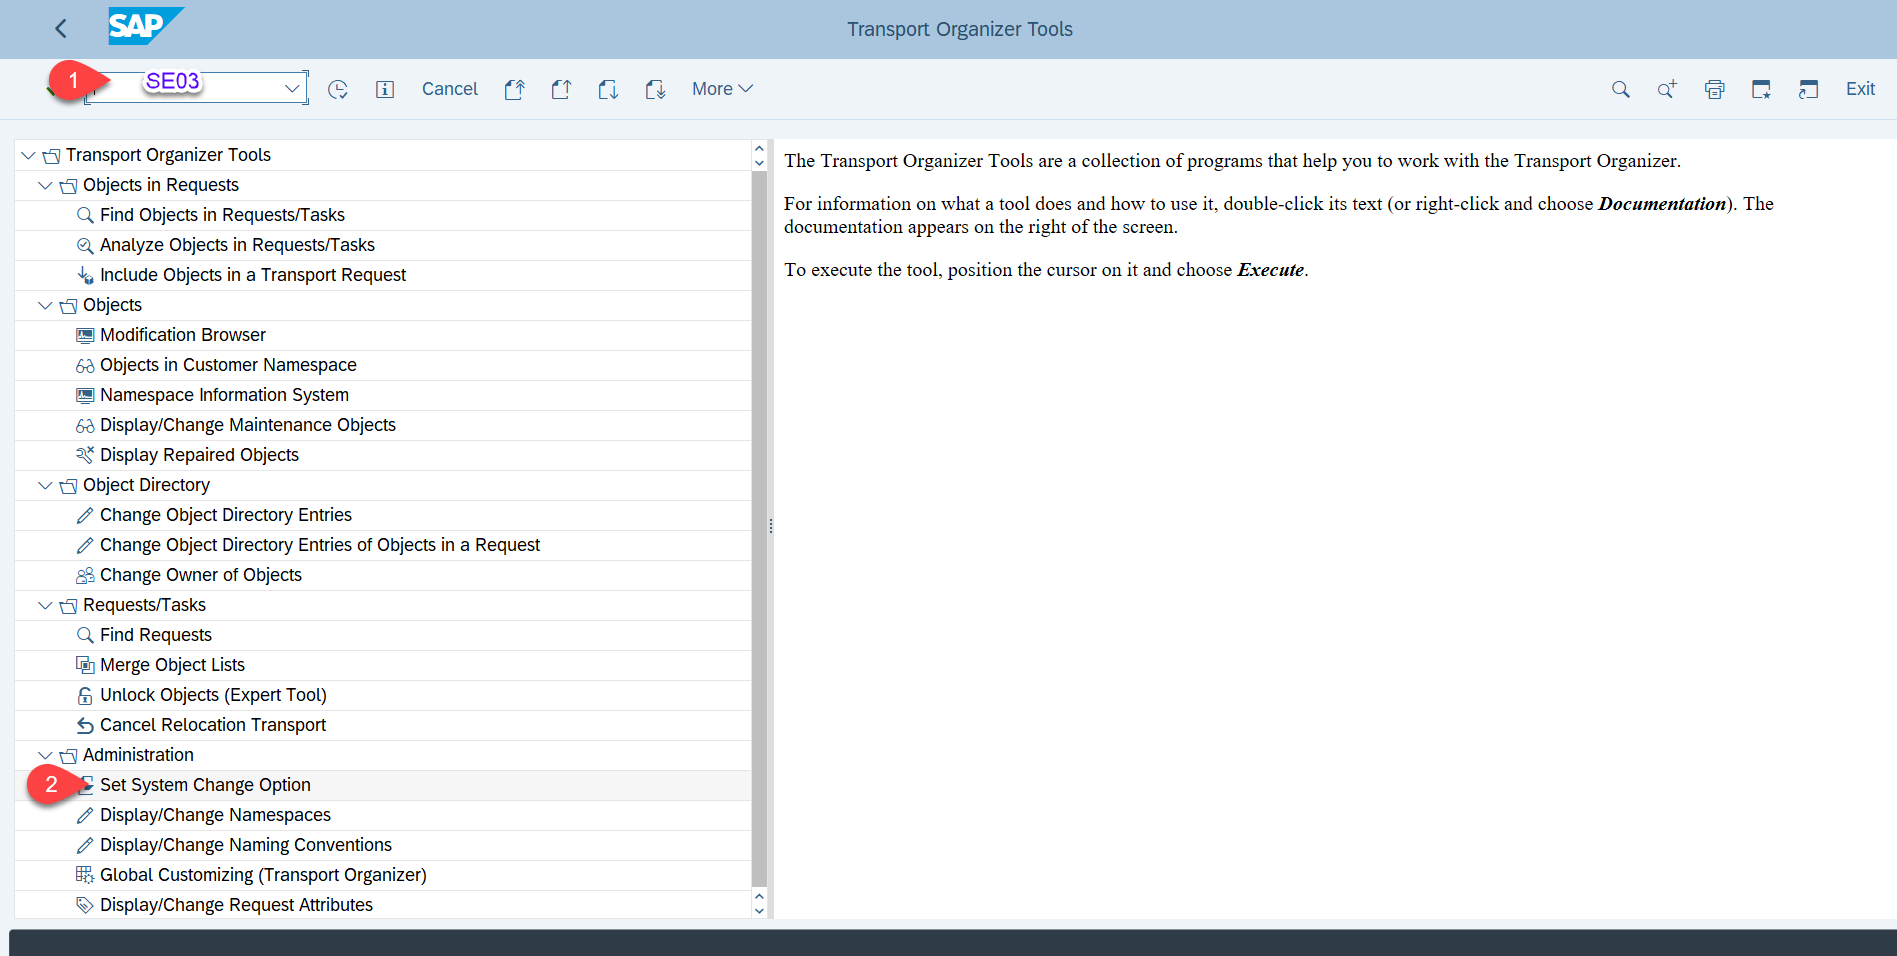 SAP
Transport Organizer Tools
1
SE03
Cancel
More
Exit
Transport Organizer Tools
Objects in Requests
Find Objects in Requests/Tasks
Analyze Objects in Requests/Tasks
Include Objects in a Transport Request
Objects
Modification Browser
Objects in Customer Namespace
Namespace Information System
Display/Change Maintenance Objects
Display Repaired Objects
Object Directory
Change Object Directory Entries
Change Object Directory Entries of Objects in a Request
Change Owner of Objects
Requests/Tasks
Find Requests
Merge Object Lists
Unlock Objects (Expert Tool)
Cancel Relocation Transport
Administration
2
Set System Change Option
Display/Change Namespaces
Display/Change Naming Conventions
Global Customizing (Transport Organizer)
Display/Change Request Attributes
The Transport Organizer Tools are a collection of programs that help you to work with the Transport Organizer.
For information on what a tool does and how to use it, double-click its text (or right-click and choose Documentation). The
documentation appears on the right of the screen.
To execute the tool, position the cursor on it and choose Execute.